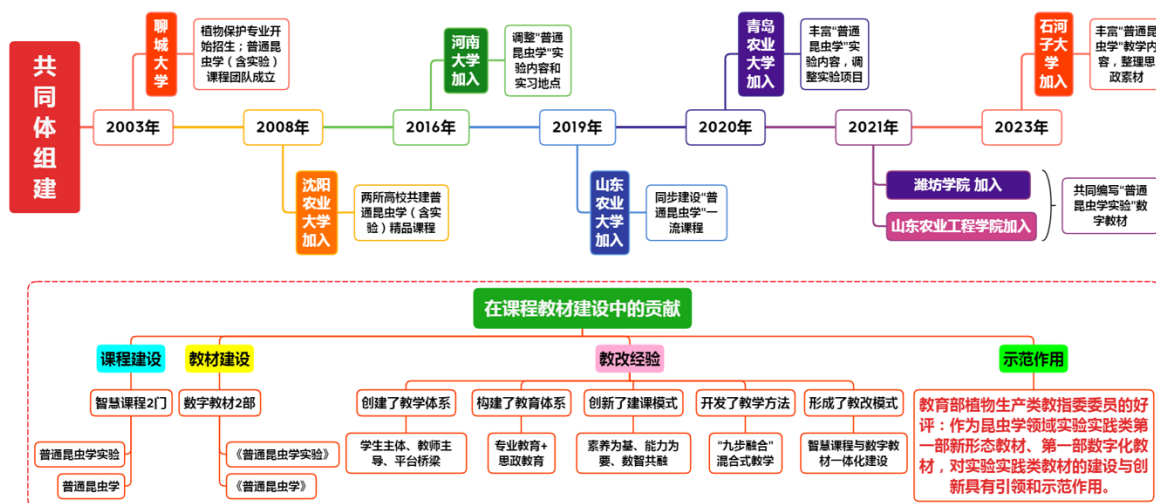 共
同
体
组
建
聊
城
大
学
植物保护专业开
始招生；普通昆
虫学（含实验）
课程团队成立
2003年
2008年
沈阳
农业
大学
加入
两所高校共建普
通昆虫学（含实
验）精品课程
河南
大学
加入
调整"普通
昆虫学"实
验内容和
实习地点
2016年
2019年
山东
农业
大学
加入
同步建设"普
通昆虫学"一
流课程
青岛
农业
大学
加入
丰富"普通
昆虫学"实
验内容，调
整实验项目
2020年
2021年
潍坊学院 加入
山东农业工程学院加入
共同编写"普通
昆虫学实验"数
字教材
石河
子大
学
加入
丰富"普通昆
虫学"教学内
容，整理思
政素材
2023年
在课程教材建设中的贡献
课程建设
智慧课程2门
普通昆虫学实验
普通昆虫学
教材建设
数字教材2部
《普通昆虫学实验》
《普通昆虫学》
教改经验
创建了教学体系
学生主体、教师主
导、平台桥梁
构建了教育体系
专业教育+
思政教育
创新了建课模式
素养为基、能力为
要、数智共融
开发了教学方法
"九步融合"
混合式教学
形成了教改模式
智慧课程与数字教
材一体化建设
示范作用
教育部植物生产类教指委委员的好
评：作为昆虫学领域实验实践类第
一部新形态教材、第一部数字化教
材，对实验实践类教材的建设与创
新具有引领和示范作用。